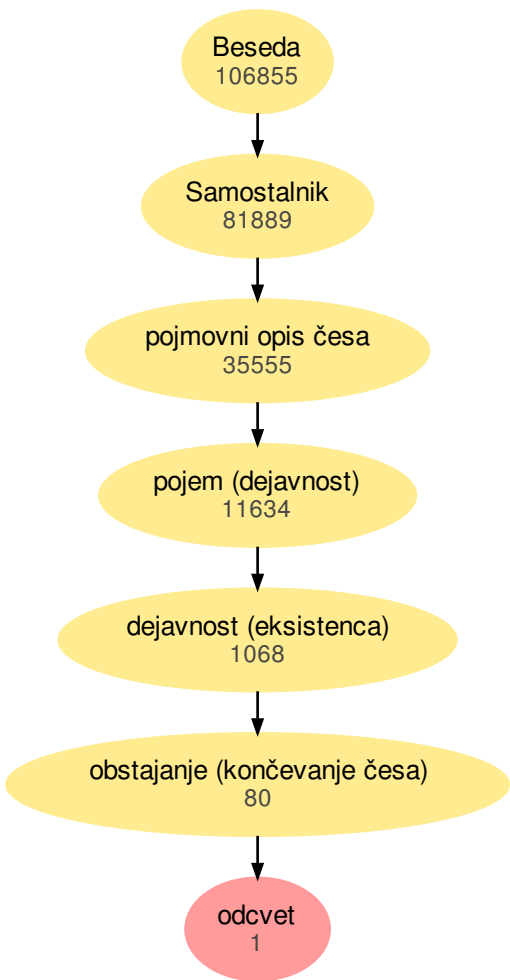 Beseda
106855
Samostalnik
81889
pojmovni opis česa
35555
pojem (dejavnost)
11634
dejavnost (eksistenca)
1068
obstajanje (končevanje česa)
80
odcvet
1